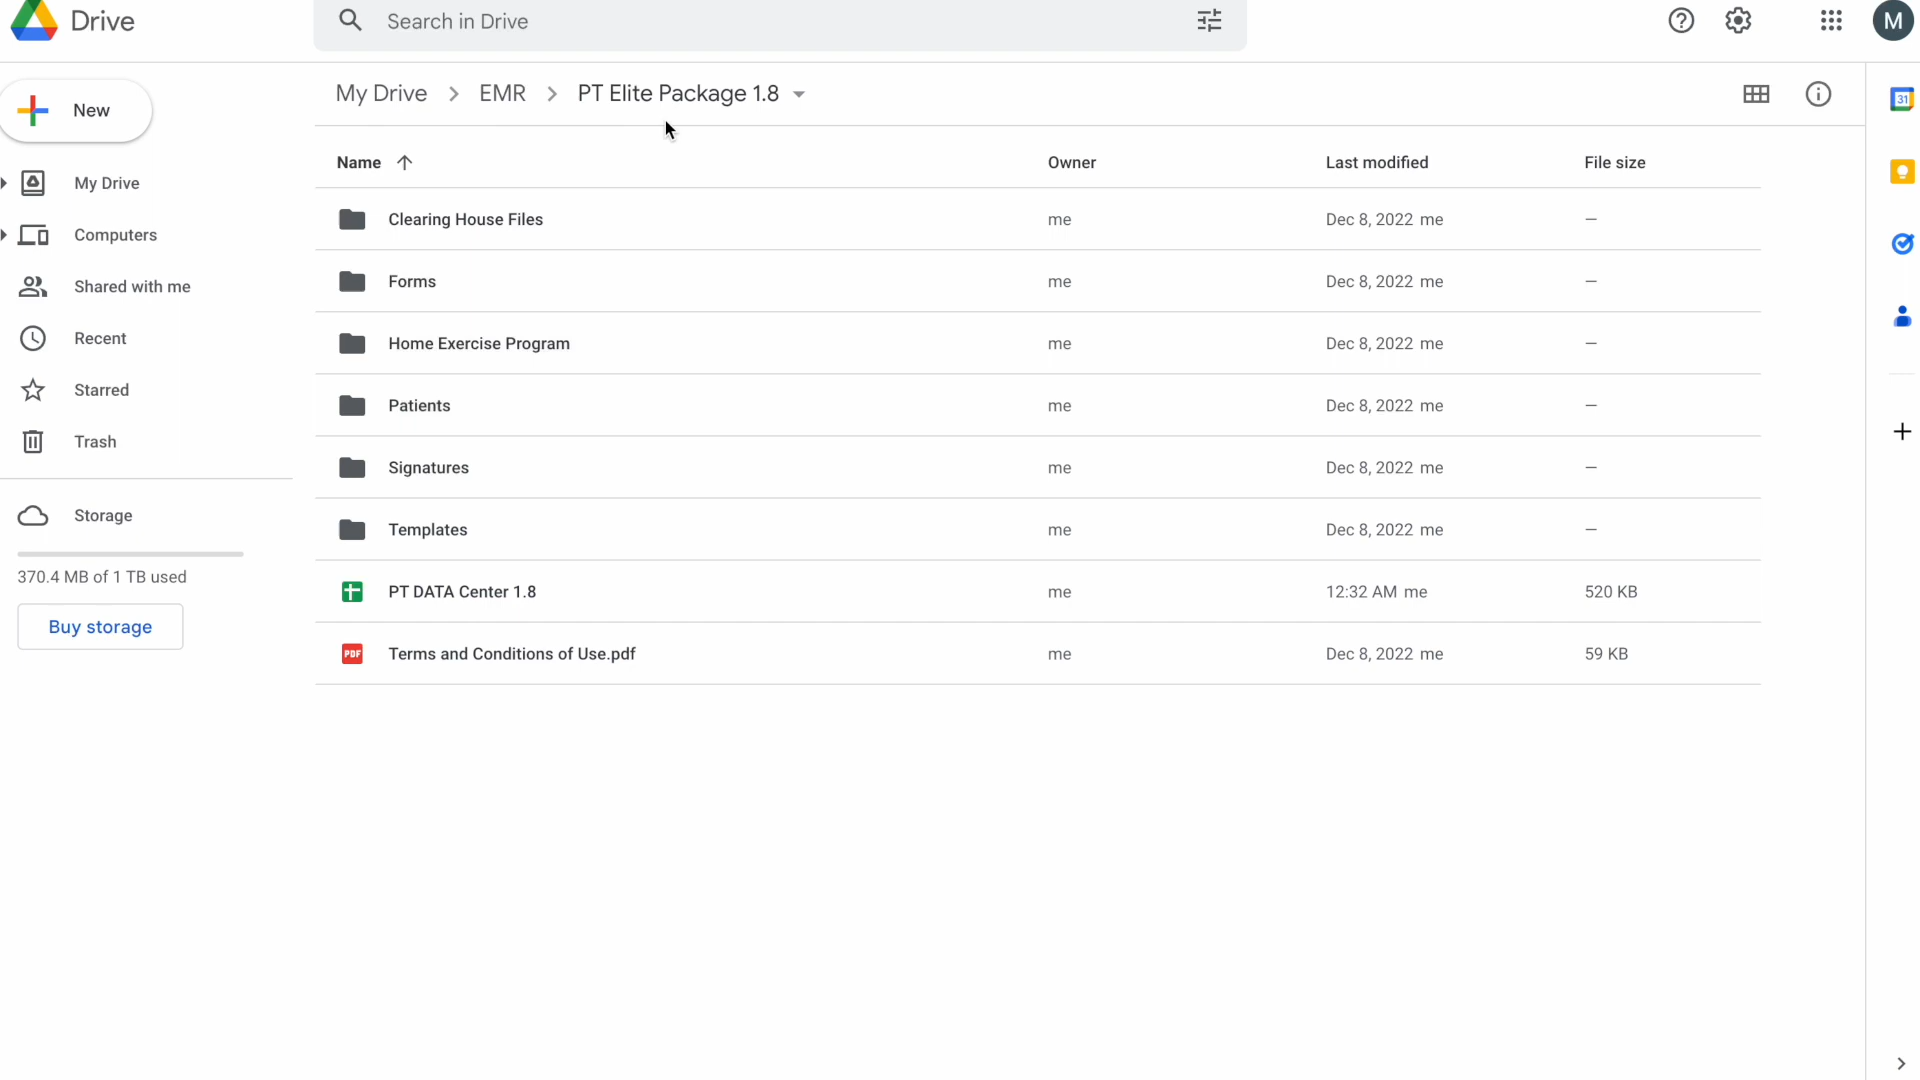 Drive
Search in Drive
M
New
My Drive > EMR > PT Elite Package 1.8
31
Name Owner Last modified File size
My Drive
Computers
Shared with me
Recent
Starred
Trash
Storage
370.4 MB of 1 TB used
Buy storage
Clearing House Files me Dec 8, 2022 me —
Forms me Dec 8, 2022 me —
Home Exercise Program me Dec 8, 2022 me —
Patients me Dec 8, 2022 me —
Signatures me Dec 8, 2022 me —
Templates me Dec 8, 2022 me —
PT DATA Center 1.8 me 12:32 AM me 520 KB
PDF Terms and Conditions of Use.pdf me Dec 8, 2022 me 59 KB